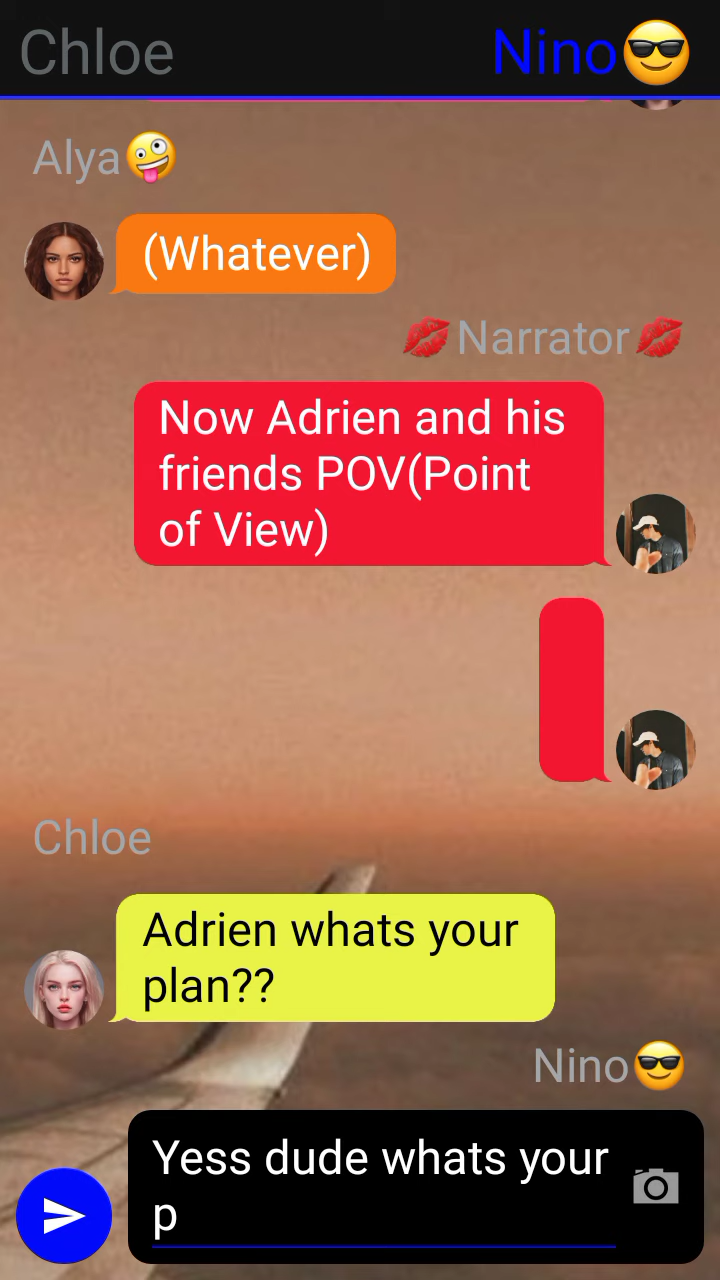 Chloe
Nino😎
Alya🤪
(Whatever)
💋Narrator💋
Now Adrien and his
friends POV(Point
of View)
Chloe
Adrien whats your
plan??
Nino😎
Yess dude whats your
p